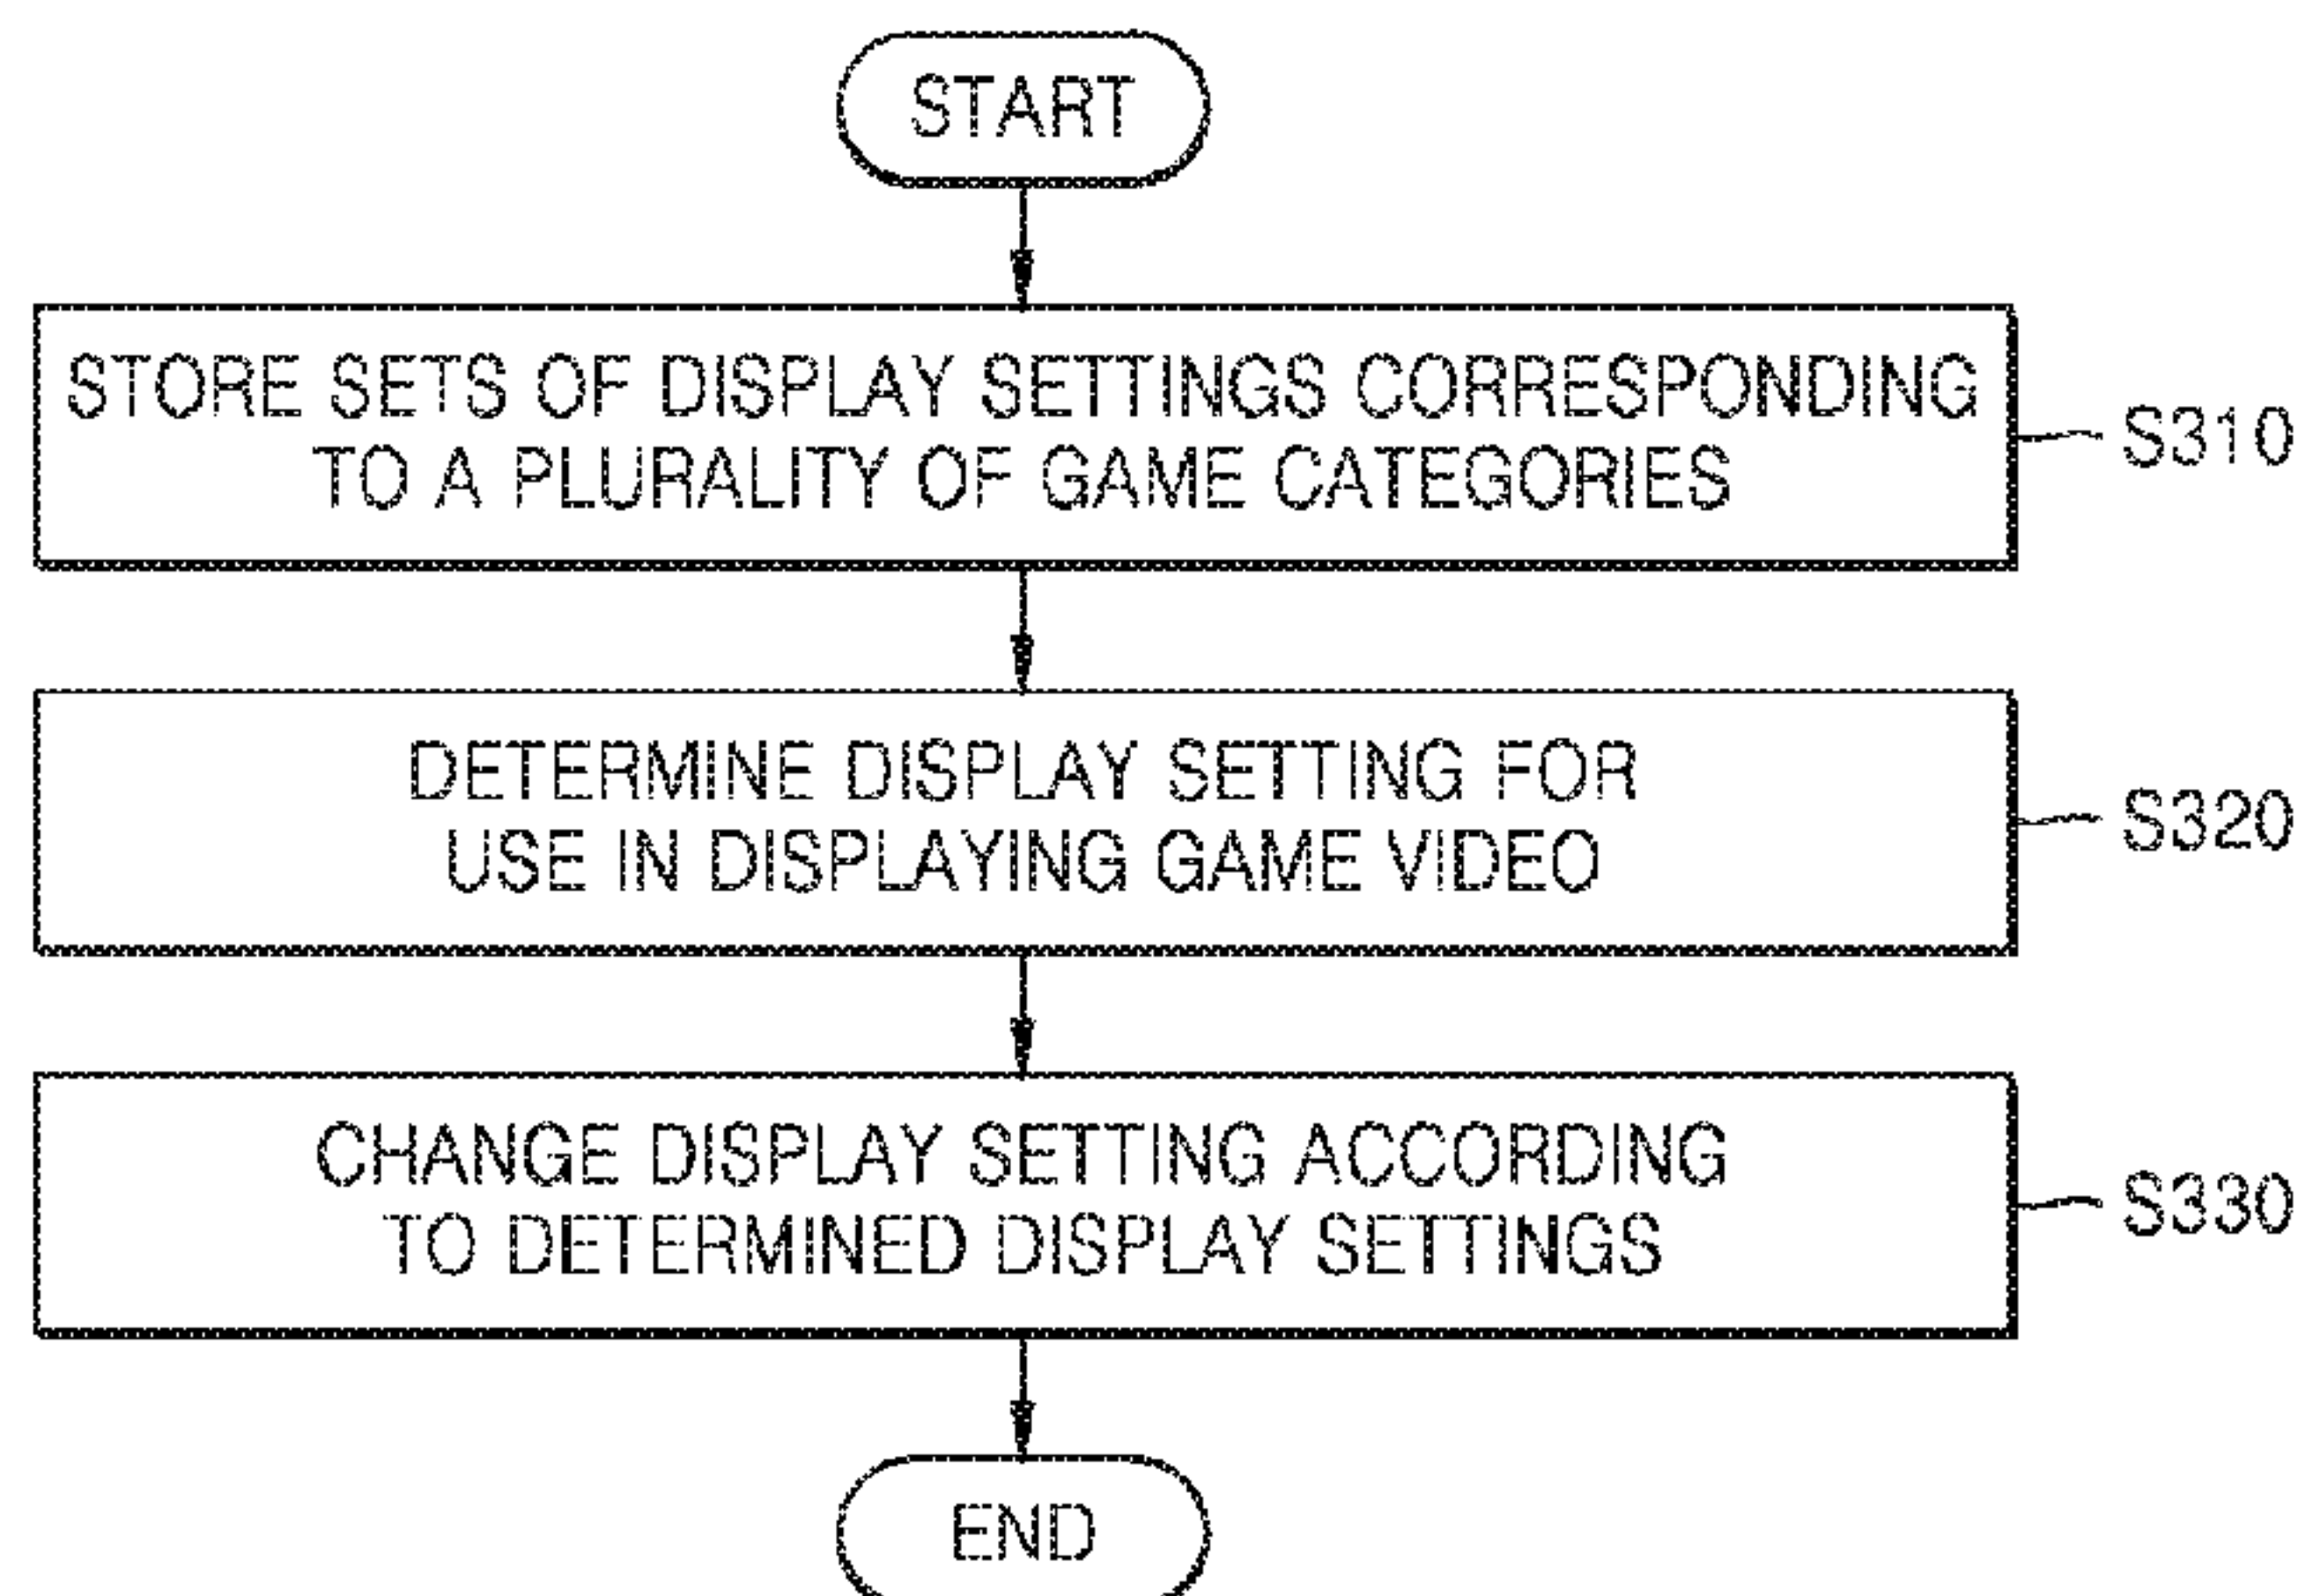 START
STORE SETS OF DISPLAY SETTINGS CORRESPONDING
TO A PLURALITY OF GAME CATEGORIES
S310
DETERMINE DISPLAY SETTING FOR
USE IN DISPLAYING GAME VIDEO
S320
CHANGE DISPLAY SETTING ACCORDING
TO DETERMINED DISPLAY SETTINGS
S330
END